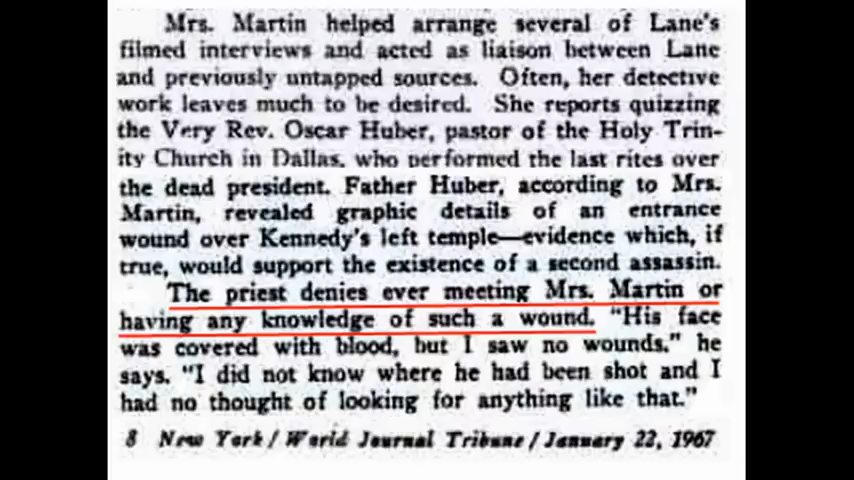 Mrs. Martin helped arrange several of Lane's
filmed interviews and acted as liaison between Lane
and previously untapped sources. Often, her detective
work leaves much to be desired. She reports quizzing
the Very Rev. Oscar Huber, pastor of the Holy Trin-
ity Church in Dallas, who performed the last rites over
the dead president. Father Huber, according to Mrs.
Martin, revealed graphic details of an entrance
wound over Kennedy's left temple—evidence which, if
true, would support the existence of a second assassin.
The priest denies ever meeting Mrs. Martin or
having any knowledge of such a wound. "His face
was covered with blood, but I saw no wounds." he
says. "I did not know where he had been shot and I
had no thought of looking for anything like that."
8 New York/World Journal Tribune/January 22, 1967